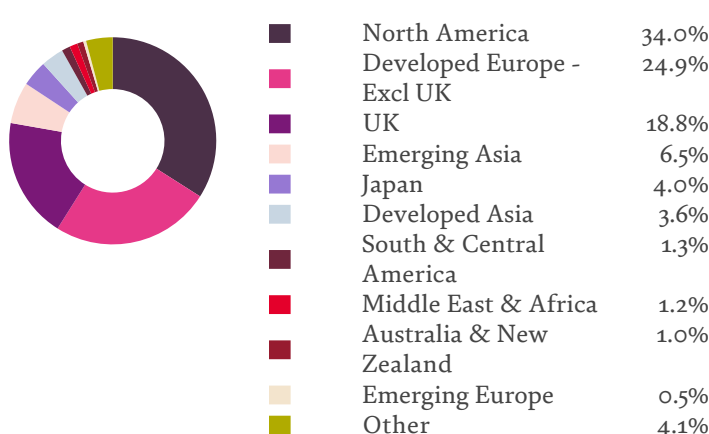 North America 34.0%
Developed Europe - 24.9%
Excl UK
UK 18.8%
Emerging Asia 6.5%
Japan 4.0%
Developed Asia 3.6%
South & Central 1.3%
America
Middle East & Africa 1.2%
Australia & New 1.0%
Zealand
Emerging Europe 0.5%
Other 4.1%